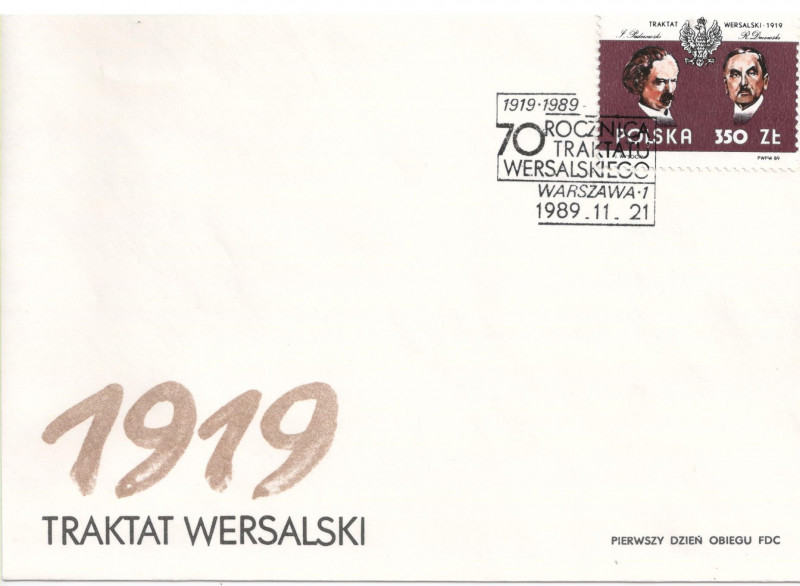 TRAKTAT WERSALSKI · 1919
I. Paderewski R. Dmowski
POLSKA 350 ZŁ
PWPW 89
1919·1989
70 ROCZNICA
TRAKTATU
WERSALSKIEGO
WARSZAWA·1
1989.11.21
1919
TRAKTAT WERSALSKI
PIERWSZY DZIEŃ OBIEGU FDC